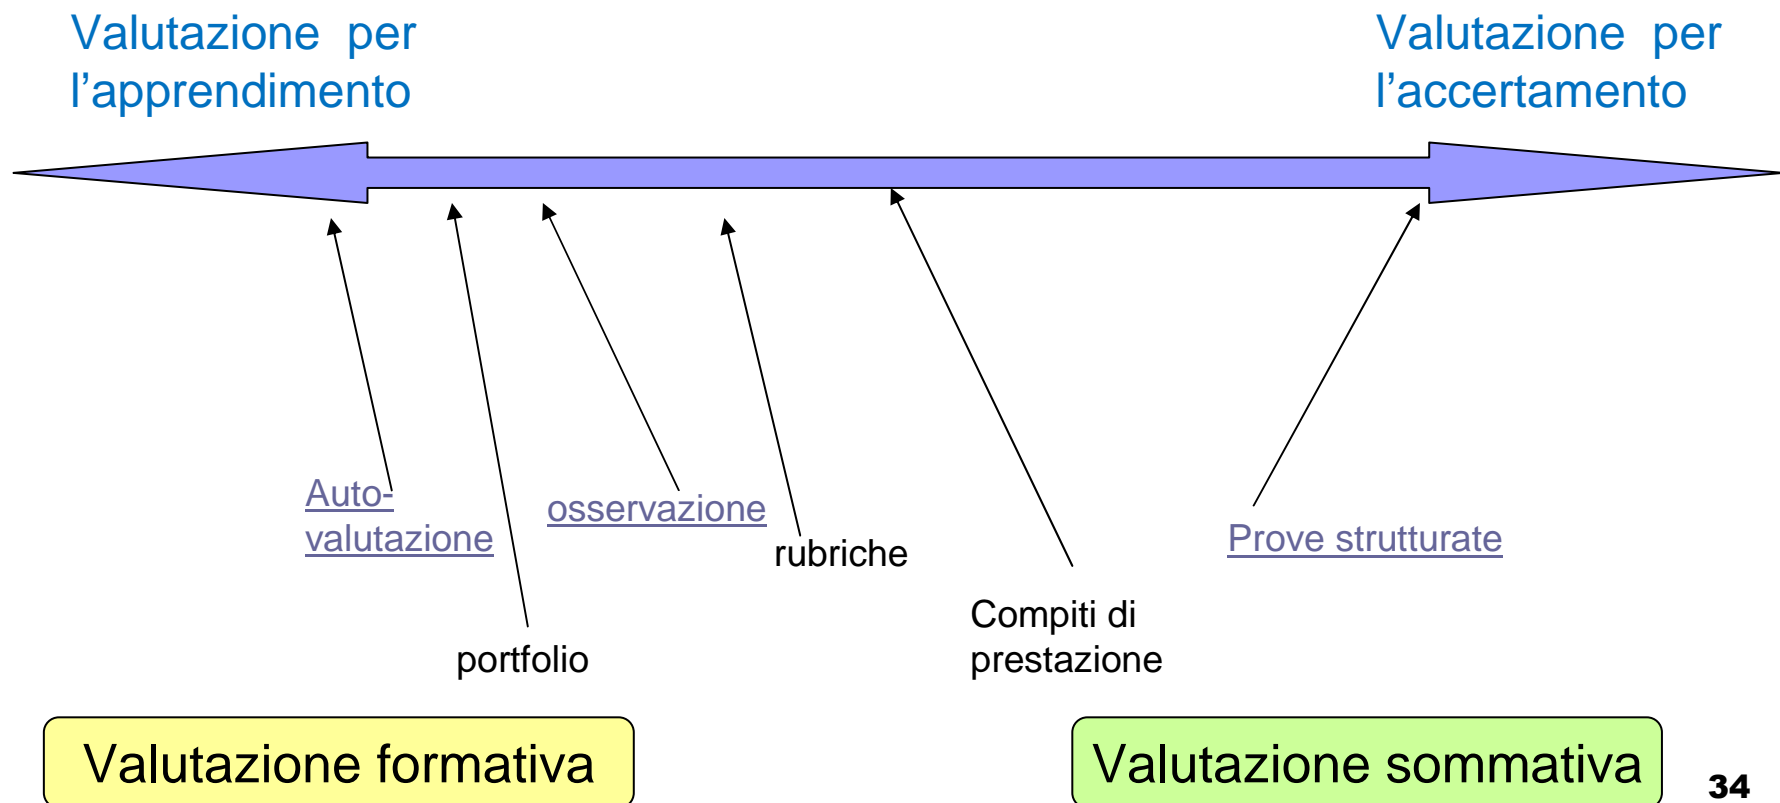 Valutazione per
l'apprendimento
Valutazione per
l'accertamento
Auto-
valutazione
osservazione
rubriche
Prove strutturate
portfolio
Compiti di
prestazione
Valutazione formativa
Valutazione sommativa
34